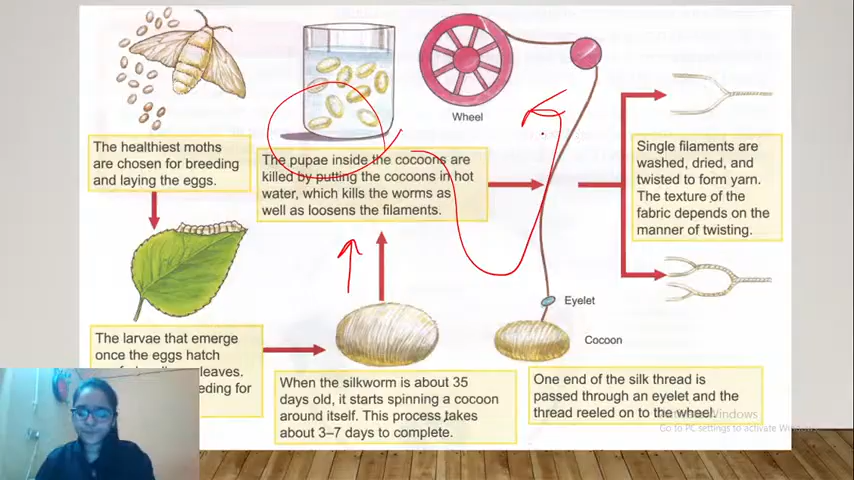 The healthiest moths
are chosen for breeding
and laying the eggs.
The pupae inside the cocoons are
killed by putting the cocoons in hot
water, which kills the worms as
well as loosens the filaments.
Wheel
Single filaments are
washed, dried, and
twisted to form yarn.
The texture of the
fabric depends on the
manner of twisting.
Eyelet
Cocoon
The larvae that emerge
once the eggs hatch
leaves.
for
When the silkworm is about 35
days old, it starts spinning a cocoon
around itself. This process takes
about 3–7 days to complete.
One end of the silk thread is
passed through an eyelet and the
thread reeled on to the wheel.
Activate Windows
Go to PC settings to activate Windows.